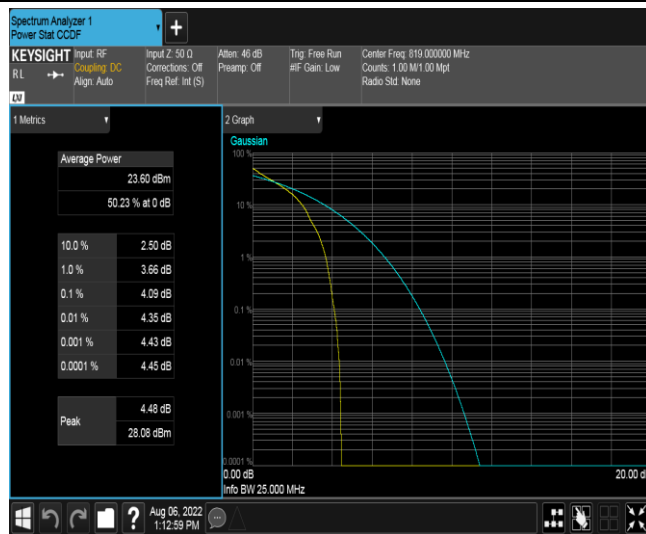 Spectrum Analyzer 1
Power Stat CCDF
+
KEYSIGHT
RL
LXI
Input: RF
Coupling: DC
Align: Auto
Input Z: 50 Ω
Corrections: Off
Freq Ref: Int (S)
Atten: 46 dB
Preamp: Off
Trig: Free Run
#IF Gain: Low
Center Freq: 819.000000 MHz
Counts: 1.00 M/1.00 Mpt
Radio Std: None
1 Metrics
Average Power
23.60 dBm
50.23 % at 0 dB
10.0 % 2.50 dB
1.0 % 3.66 dB
0.1 % 4.09 dB
0.01 % 4.35 dB
0.001 % 4.43 dB
0.0001 % 4.45 dB
Peak
4.48 dB
28.08 dBm
2 Graph
Gaussian
100 %
10 %
1 %
0.1 %
0.01 %
0.001 %
0.0001 %
0.00 dB
20.00 d
Info BW 25.000 MHz
?
Aug 06, 2022
1:12:59 PM